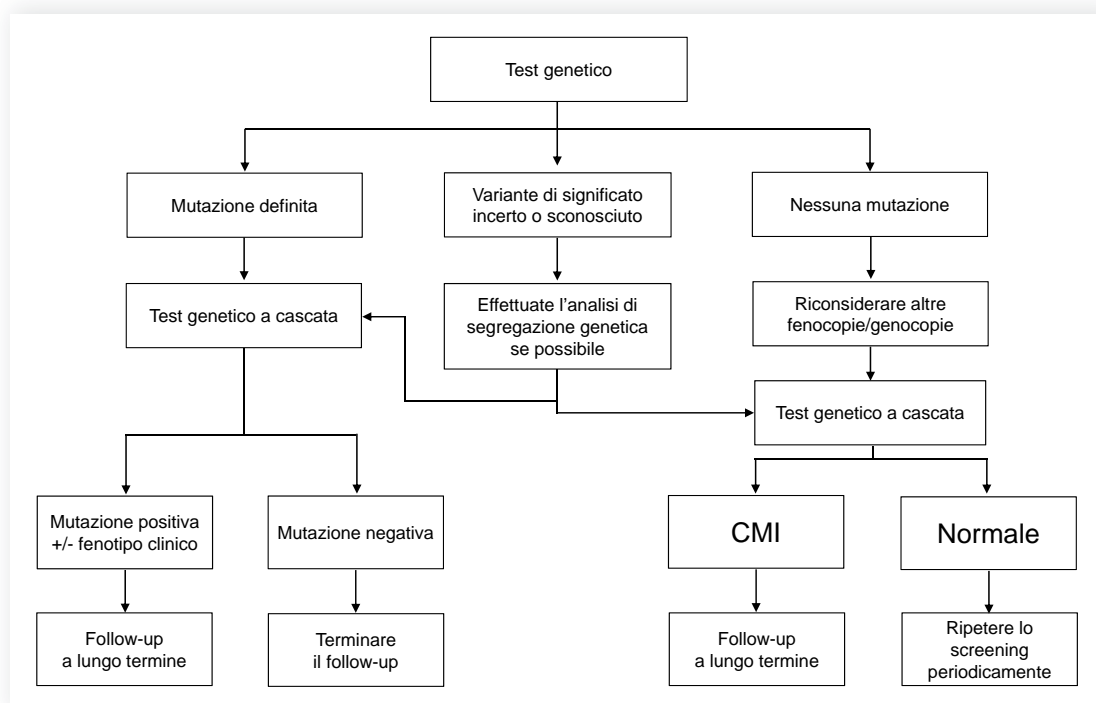 Test genetico
Mutazione definita
Variante di significato
incerto o sconosciuto
Nessuna mutazione
Test genetico a cascata
Effettuate l'analisi di
segregazione genetica
se possibile
Riconsiderare altre
fenocopie/genocopie
Test genetico a cascata
Mutazione positiva
+/- fenotipo clinico
Mutazione negativa
CMI
Normale
Follow-up
a lungo termine
Terminare
il follow-up
Follow-up
a lungo termine
Ripetere lo
screening
periodicamente